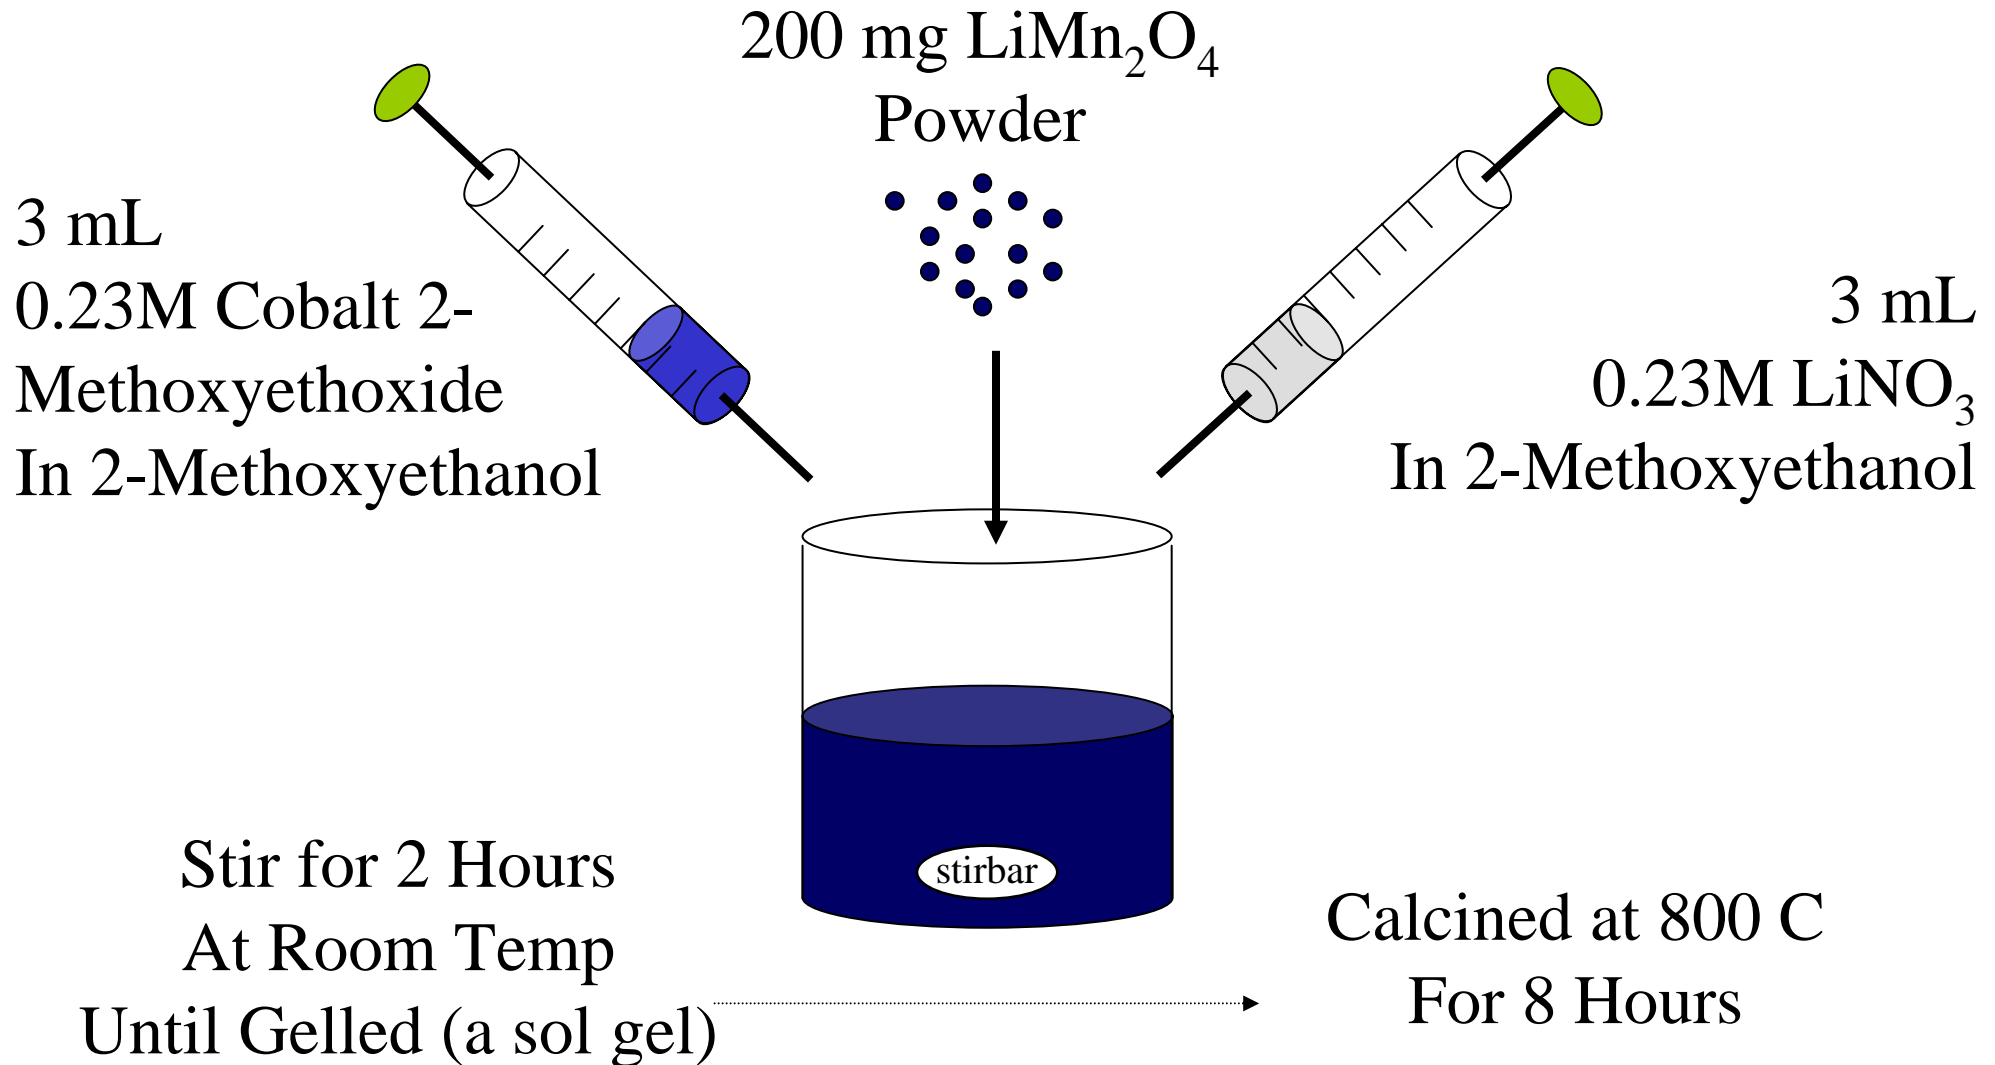 200 mg LiMn₂O₄
Powder
3 mL
0.23M Cobalt 2-
Methoxyethoxide
In 2-Methoxyethanol
3 mL
0.23M LiNO₃
In 2-Methoxyethanol
stirbar
Stir for 2 Hours
At Room Temp
Until Gelled (a sol gel)
Calcined at 800 C
For 8 Hours